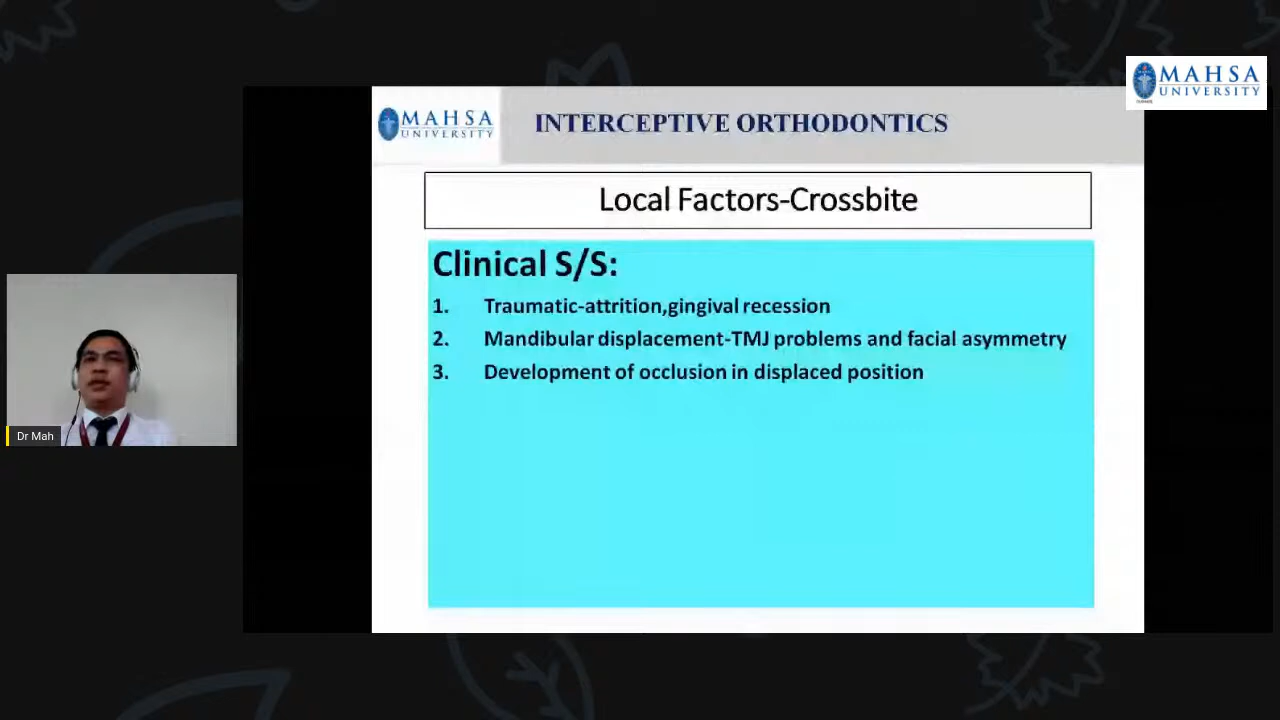 MAHSA
UNIVERSITY
MAHSA
UNIVERSITY
INTERCEPTIVE ORTHODONTICS
Local Factors-Crossbite
Clinical S/S:
1. Traumatic-attrition,gingival recession
2. Mandibular displacement-TMJ problems and facial asymmetry
3. Development of occlusion in displaced position
Dr Mah